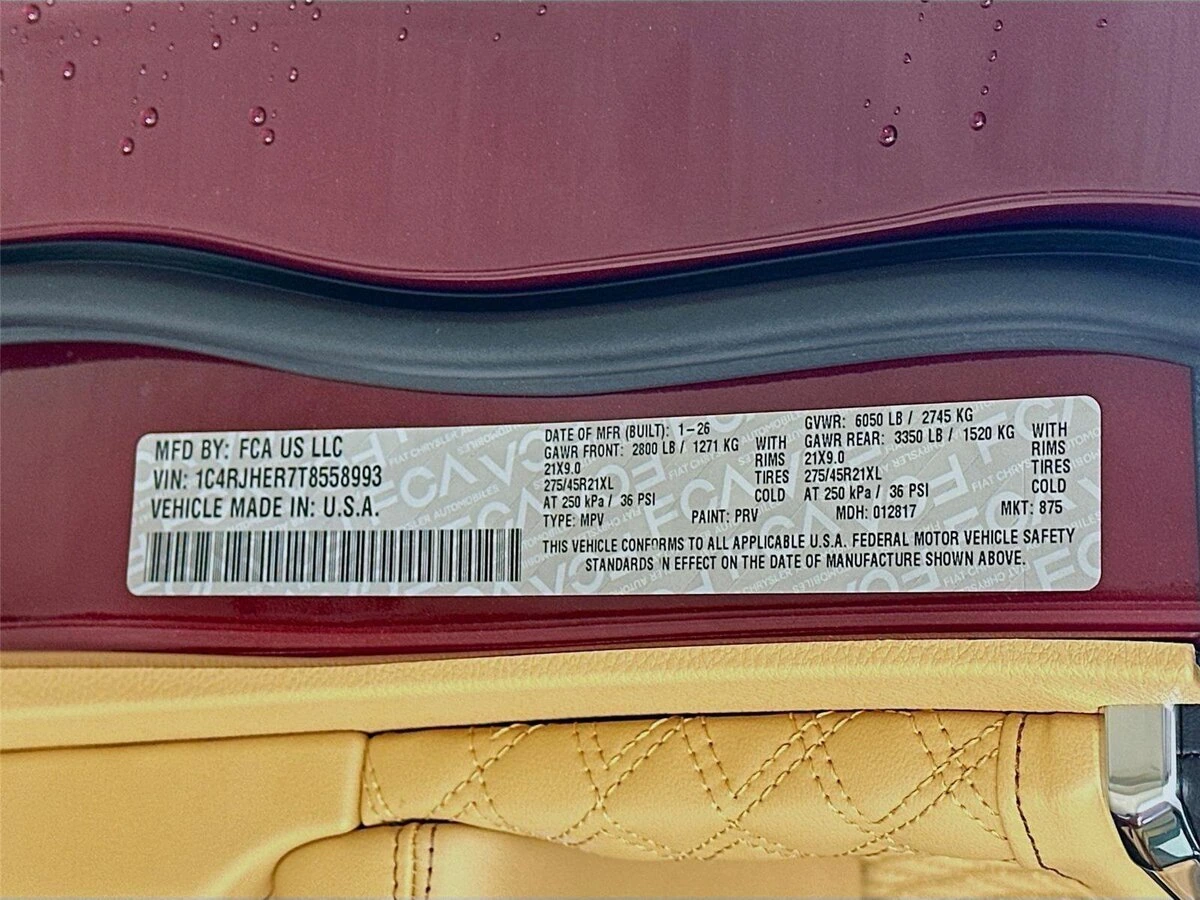 MFD BY: FCA US LLC
VIN: 1C4RJHER7T8558993
VEHICLE MADE IN: U.S.A.
DATE OF MFR (BUILT): 1-26
GAWR FRONT: 2800 LB / 1271 KG WITH
21X9.0 RIMS
275/45R21XL TIRES
AT 250 kPa / 36 PSI COLD
TYPE: MPV PAINT: PRV
GVWR: 6050 LB / 2745 KG
GAWR REAR: 3350 LB / 1520 KG WITH
21X9.0 RIMS
275/45R21XL TIRES
AT 250 kPa / 36 PSI COLD
MDH: 012817 MKT: 875
THIS VEHICLE CONFORMS TO ALL APPLICABLE U.S.A. FEDERAL MOTOR VEHICLE SAFETY
STANDARDS IN EFFECT ON THE DATE OF MANUFACTURE SHOWN ABOVE.